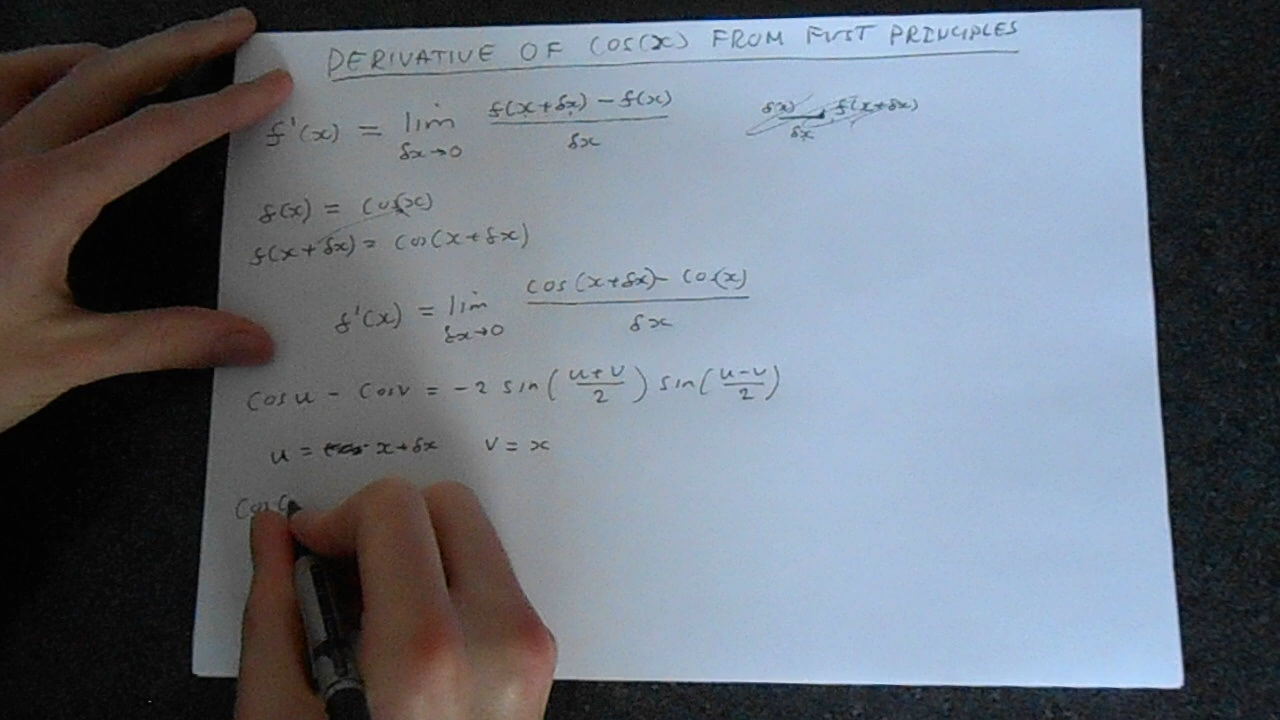 DERIVATIVE OF COS(x) FROM FIRST PRINCIPLES
f'(x) = lim δx→0 f(x+δx) - f(x) / δx
f(x) = cos(x)
f(x+δx) = cos(x+δx)
f'(x) = lim δx→0 cos(x+δx) - cos(x) / δx
cos u - cos v = -2 sin(u+v/2) sin(u-v/2)
u = x+δx v = x
cos(